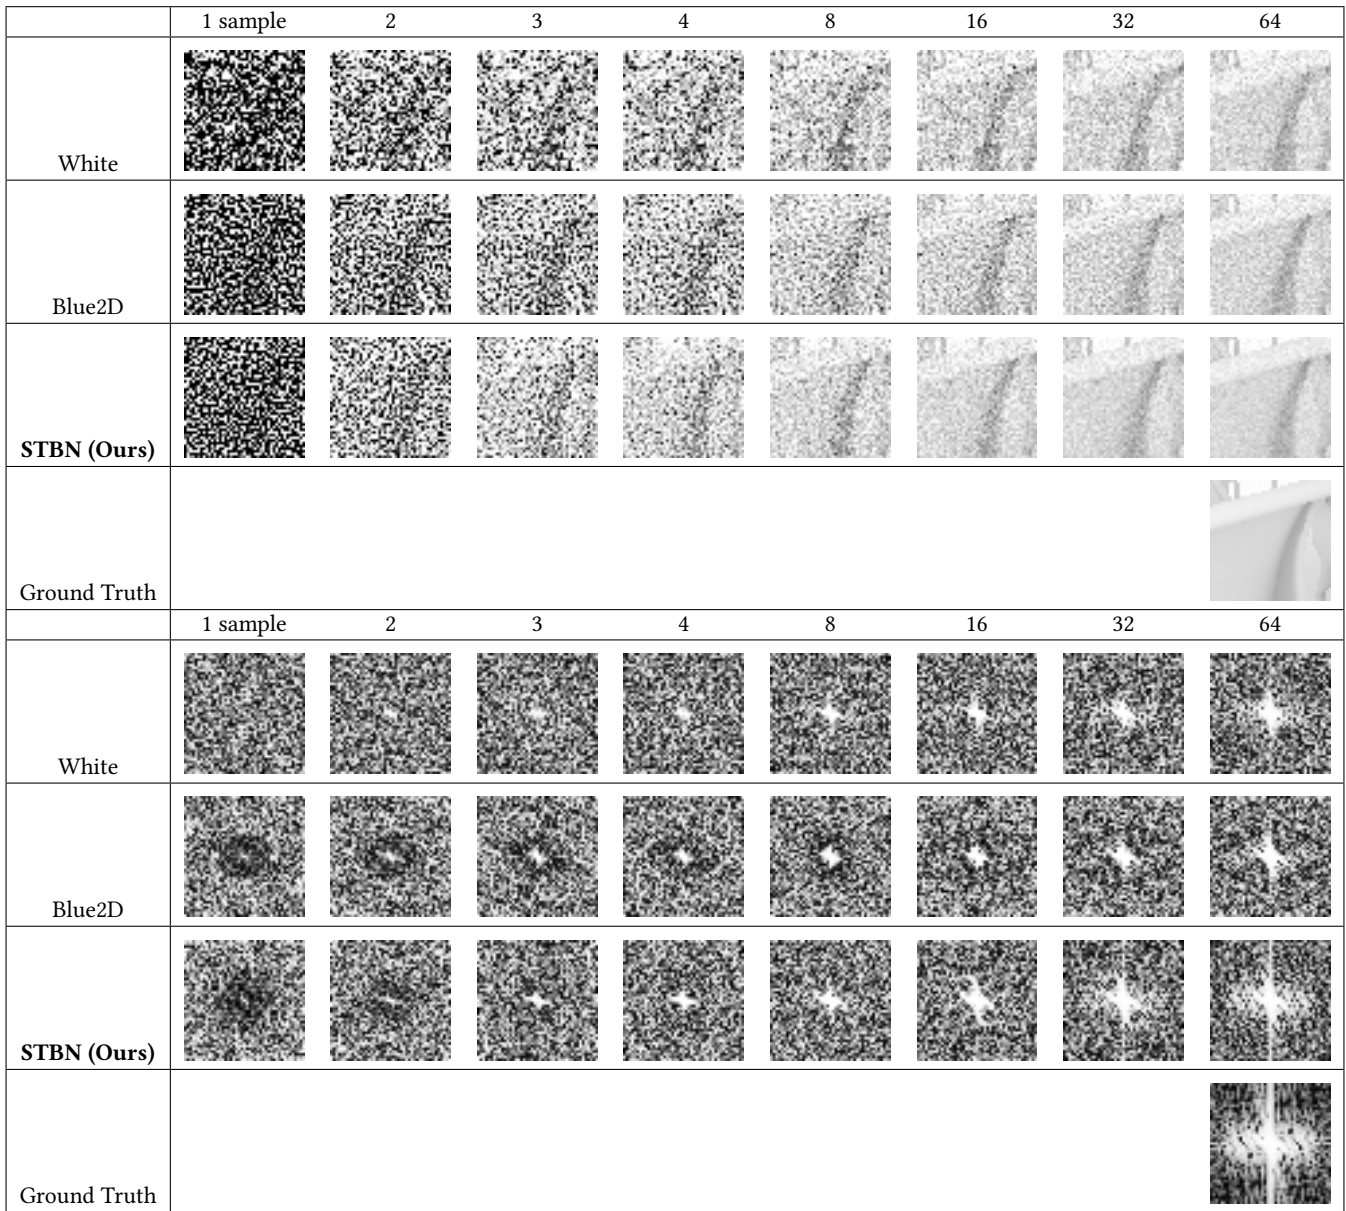 1 sample 2 3 4 8 16 32 64
White
Blue2D
STBN (Ours)
Ground Truth
1 sample 2 3 4 8 16 32 64
White
Blue2D
STBN (Ours)
Ground Truth